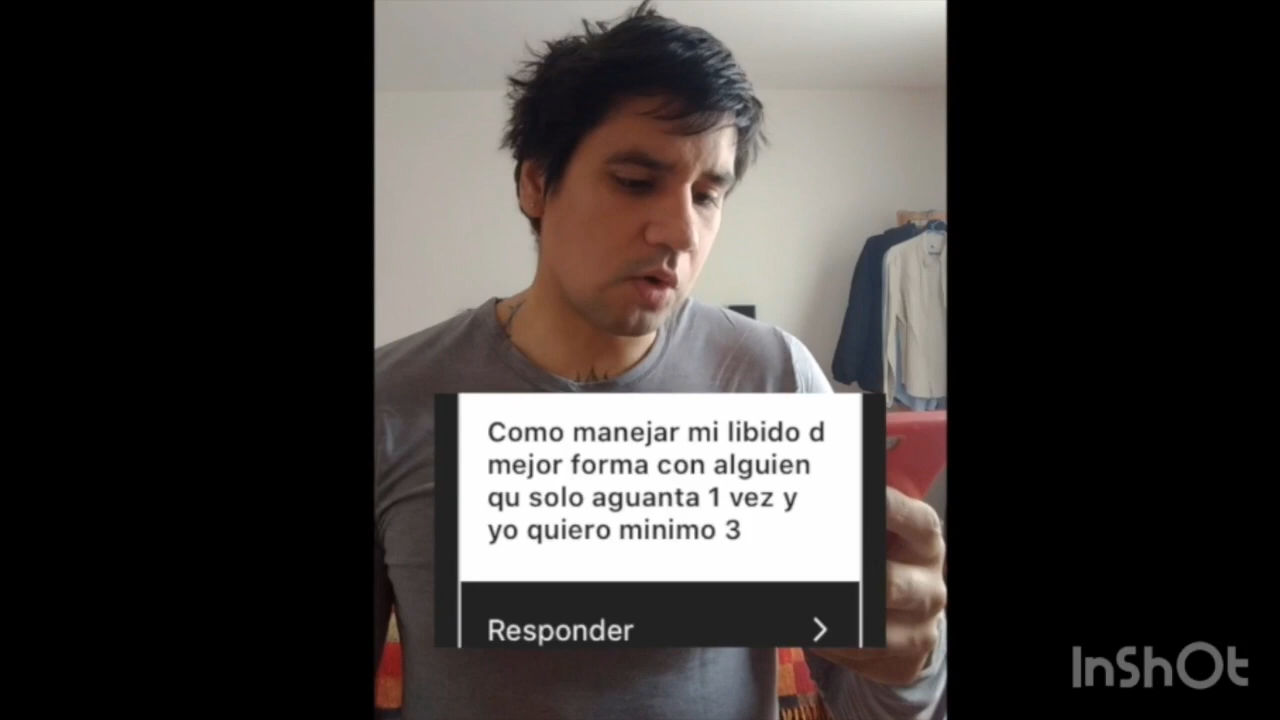 Como manejar mi libido d
mejor forma con alguien
qu solo aguanta 1 vez y
yo quiero minimo 3
Responder
InShOt